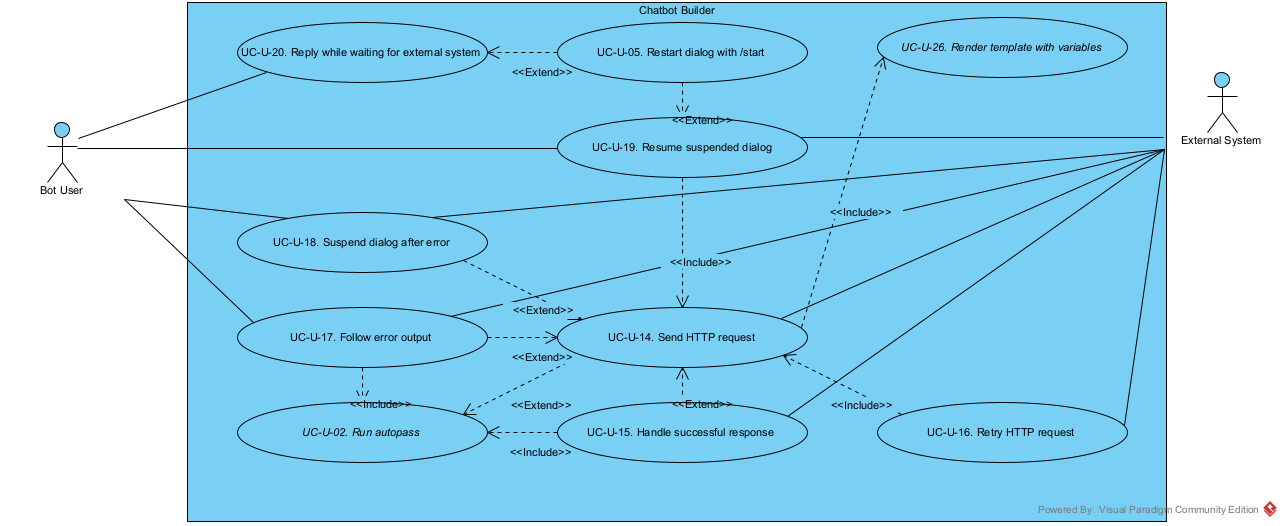 Chatbot Builder
UC-U-20. Reply while waiting for external system
UC-U-05. Restart dialog with /start
UC-U-26. Render template with variables
<<Extend>>
<<Extend>>
External System
UC-U-19. Resume suspended dialog
Bot User
<<Include>>
UC-U-18. Suspend dialog after error
<<Include>>
<<Extend>>
UC-U-17. Follow error output
UC-U-14. Send HTTP request
<<Extend>>
<<Include>>
<<Extend>>
<<Extend>>
<<Include>>
UC-U-02. Run autopass
UC-U-15. Handle successful response
UC-U-16. Retry HTTP request
<<Include>>
Powered By Visual Paradigm Community Edition